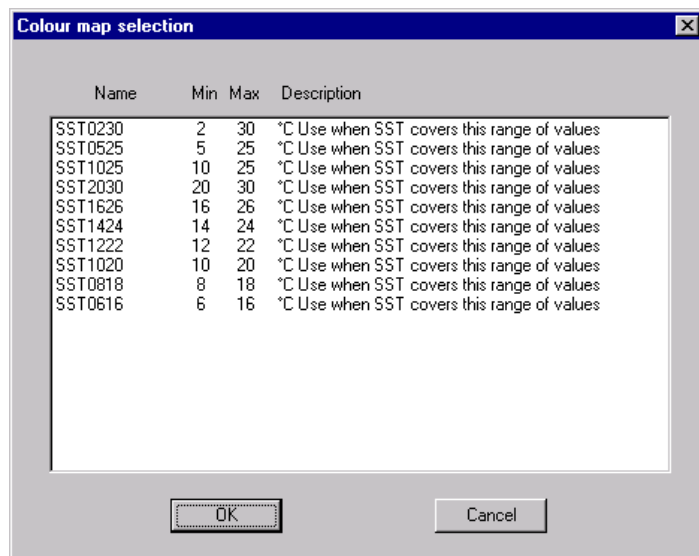 Colour map selection
Name Min Max Description
SST0230 2 30 °C Use when SST covers this range of values
SST0525 5 25 °C Use when SST covers this range of values
SST1025 10 25 °C Use when SST covers this range of values
SST2030 20 30 °C Use when SST covers this range of values
SST1626 16 26 °C Use when SST covers this range of values
SST1424 14 24 °C Use when SST covers this range of values
SST1222 12 22 °C Use when SST covers this range of values
SST1020 10 20 °C Use when SST covers this range of values
SST0818 8 18 °C Use when SST covers this range of values
SST0616 6 16 °C Use when SST covers this range of values
OK Cancel